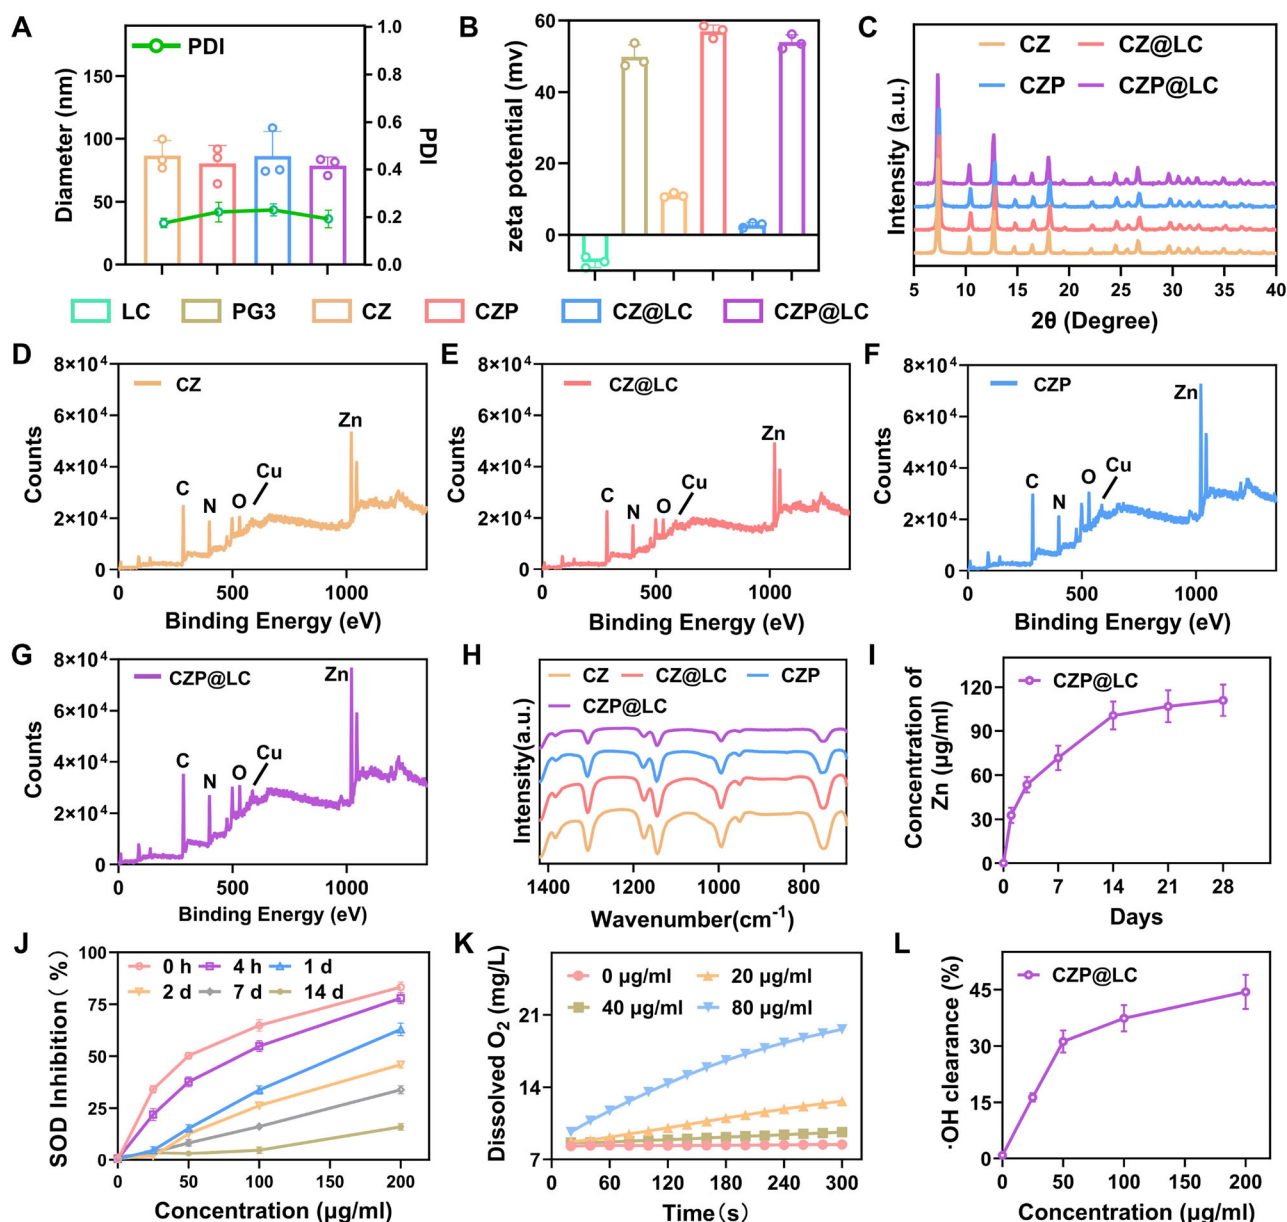 A
PDI
Diameter (nm)
150
100
50
0
1.0
0.8
0.6
0.4
0.2
0.0
PDI
B
zeta potential (mv)
60
40
20
0
C
CZ
CZ@LC
CZP
CZP@LC
Intensity (a.u.)
5 10 15 20 25 30 35 40
2θ (Degree)
LC PG3 CZ CZP CZ@LC CZP@LC
D
CZ
Counts
8×10⁴
6×10⁴
4×10⁴
2×10⁴
0
C N O Cu Zn
0 500 1000
Binding Energy (eV)
E
CZ@LC
Counts
8×10⁴
6×10⁴
4×10⁴
2×10⁴
0
C N O Cu Zn
0 500 1000
Binding Energy (eV)
F
CZP
Counts
8×10⁴
6×10⁴
4×10⁴
2×10⁴
0
C N O Cu Zn
0 500 1000
Binding Energy (eV)
G
CZP@LC
Counts
8×10⁴
6×10⁴
4×10⁴
2×10⁴
0
C N O Cu Zn
0 500 1000
Binding Energy (eV)
H
CZ CZ@LC CZP
CZP@LC
Intensity(a.u.)
1400 1200 1000 800
Wavenumber(cm⁻¹)
I
CZP@LC
Concentration of
Zn (μg/ml)
120
90
60
30
0
0 7 14 21 28
Days
J
0 h 4 h 1 d
2 d 7 d 14 d
SOD Inhibition (%)
100
75
50
25
0
0 50 100 150 200
Concentration (μg/ml)
K
0 μg/ml 20 μg/ml
40 μg/ml 80 μg/ml
Dissolved O₂ (mg/L)
21
14
7
0 60 120 180 240 300
Time(s)
L
CZP@LC
·OH clearance (%)
45
30
15
0
0 50 100 150 200
Concentration (μg/ml)